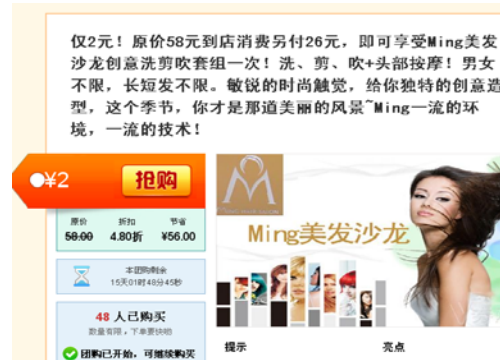 仅2元！原价58元到店消费另付26元，即可享受Ming美发
沙龙创意洗剪吹套组一次！洗、剪、吹+头部按摩！男女
不限，长短发不限。敏锐的时尚触觉，给你独特的创意造
型，这个季节，你才是那道美丽的风景~Ming一流的环
境，一流的技术！
¥2 抢购
原价 折扣 节省
58.00 4.80折 ¥56.00
本团购剩余
15天01时48分45秒
48 人已购买
数量有限，下单要快哟
团购已开始，可继续购买
Ming美发沙龙
提示 亮点